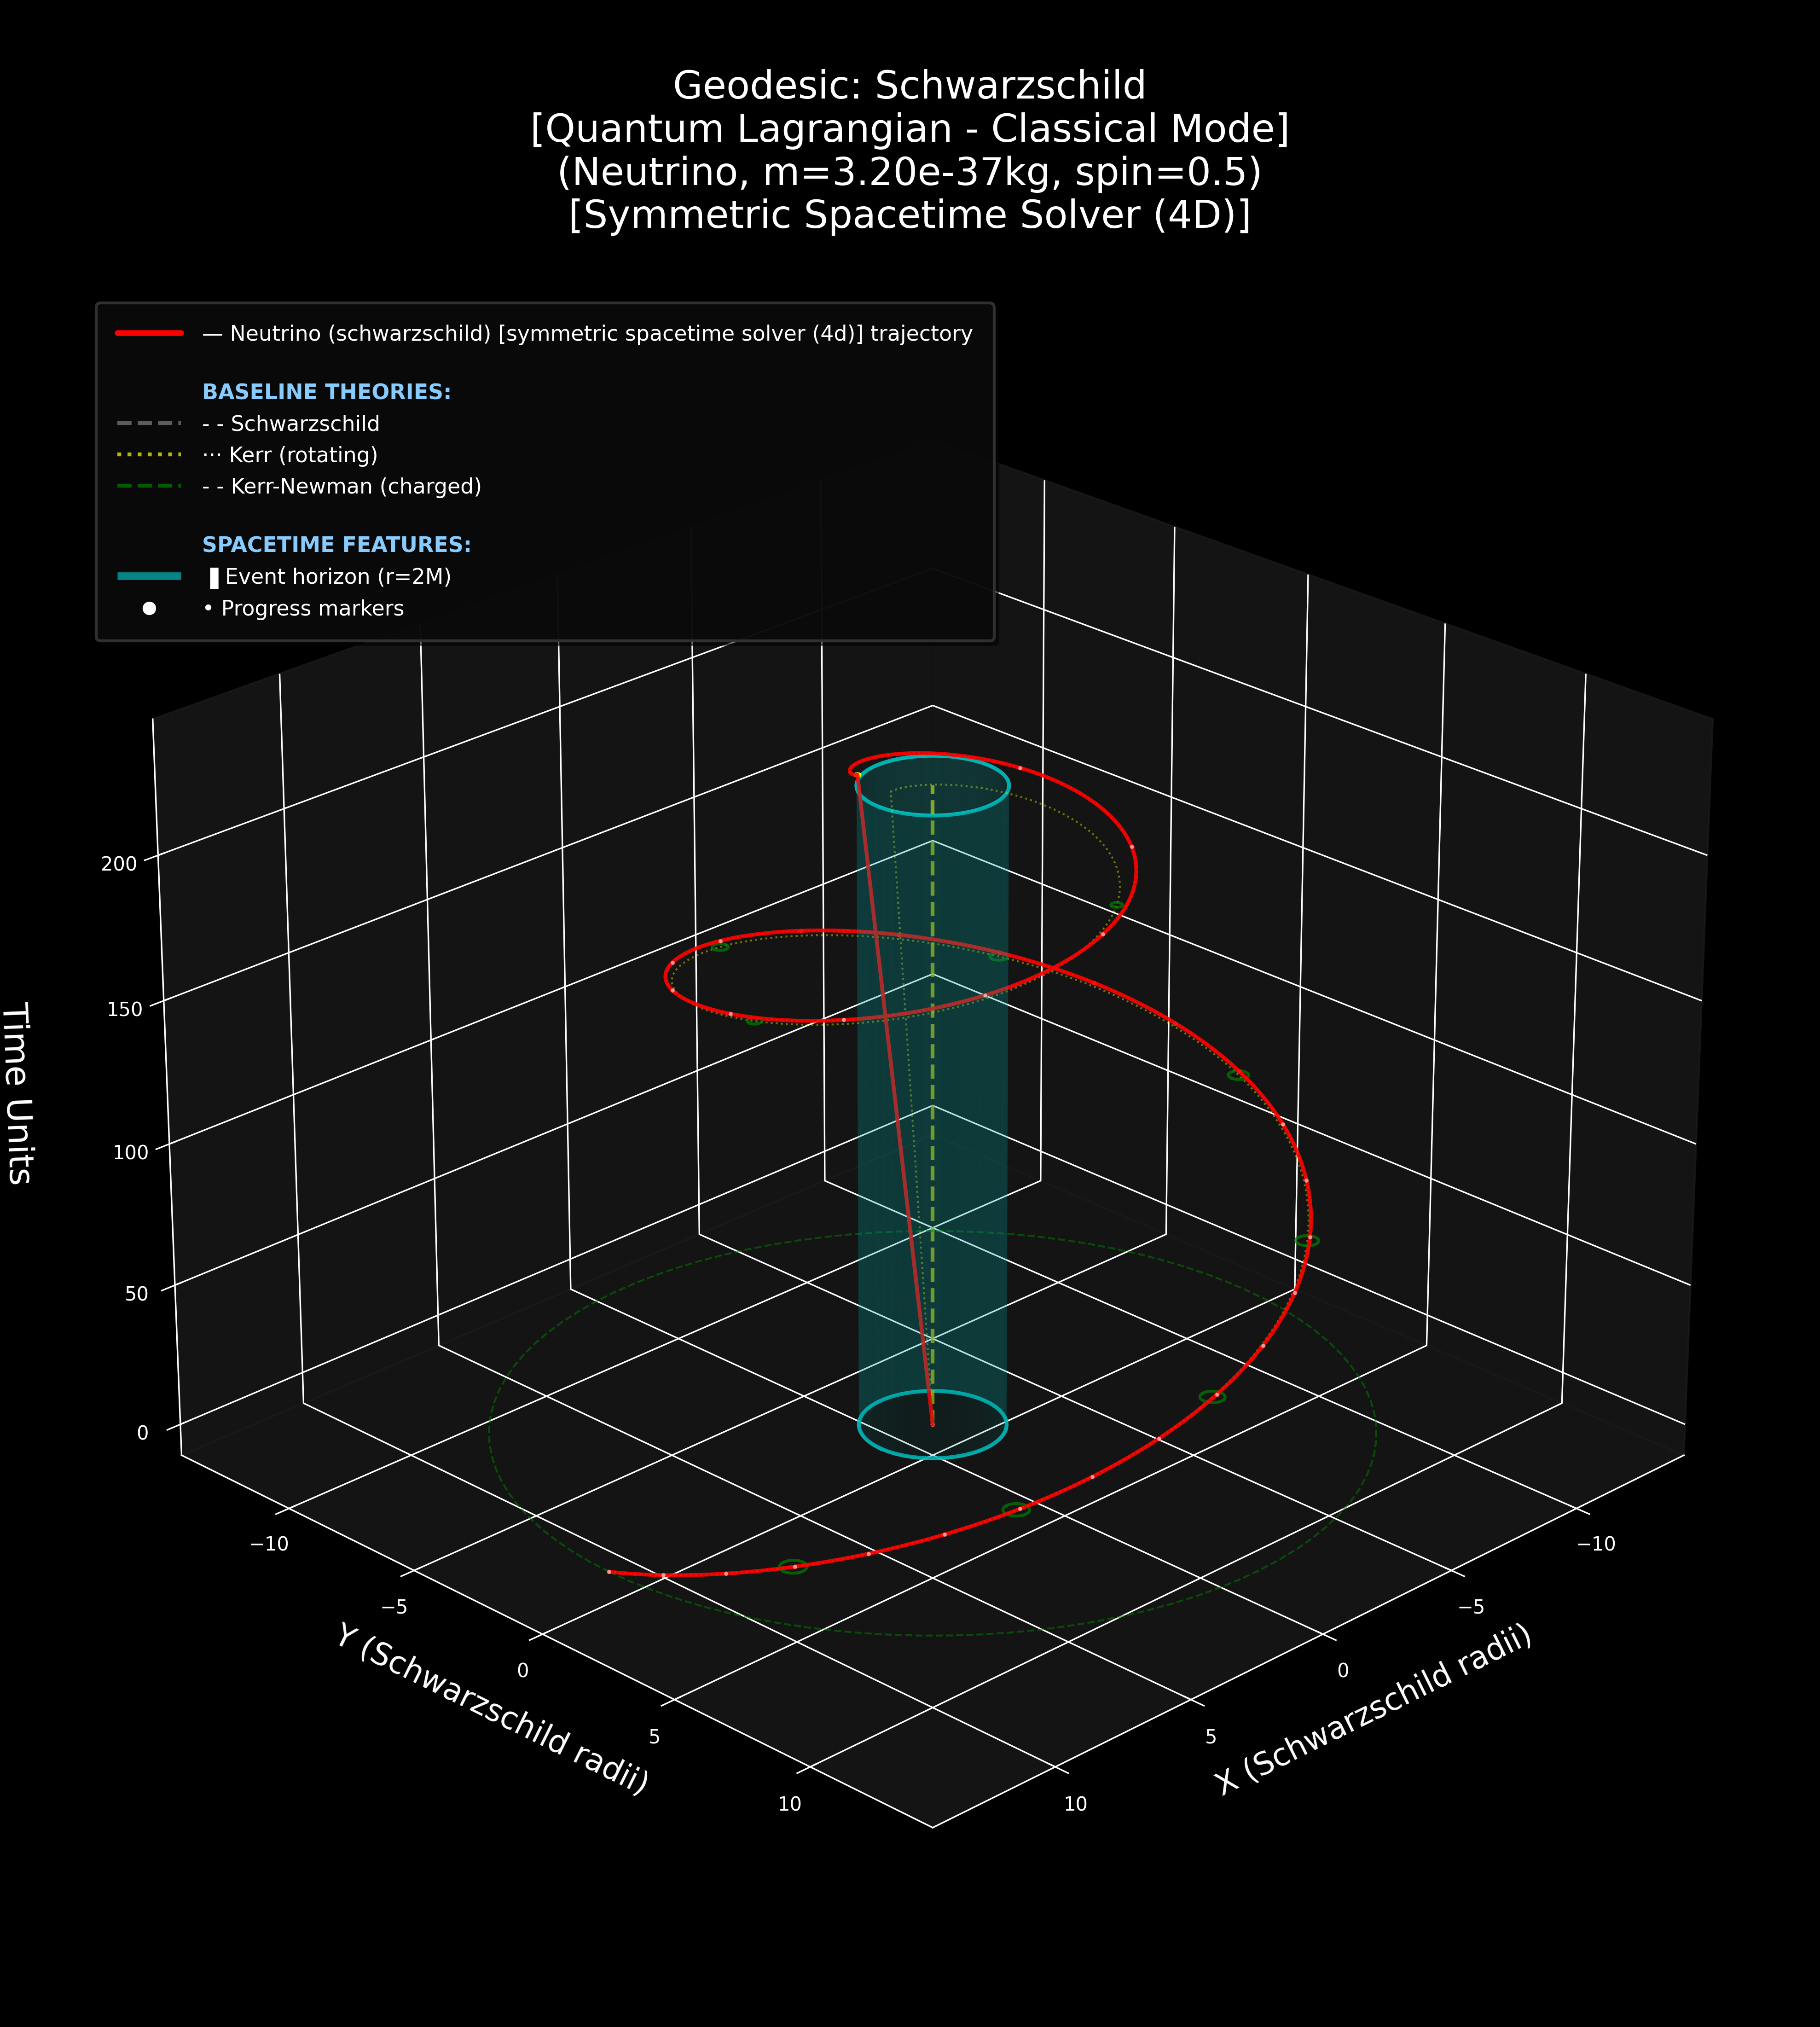 Geodesic: Schwarzschild
[Quantum Lagrangian - Classical Mode]
(Neutrino, m=3.20e-37kg, spin=0.5)
[Symmetric Spacetime Solver (4D)]
— Neutrino (schwarzschild) [symmetric spacetime solver (4d)] trajectory
BASELINE THEORIES:
- - Schwarzschild
··· Kerr (rotating)
- - Kerr-Newman (charged)
SPACETIME FEATURES:
▐ Event horizon (r=2M)
• Progress markers
200
150
100
50
0
Time Units
−10
−5
0
5
10
Y (Schwarzschild radii)
−10
−5
0
5
10
X (Schwarzschild radii)